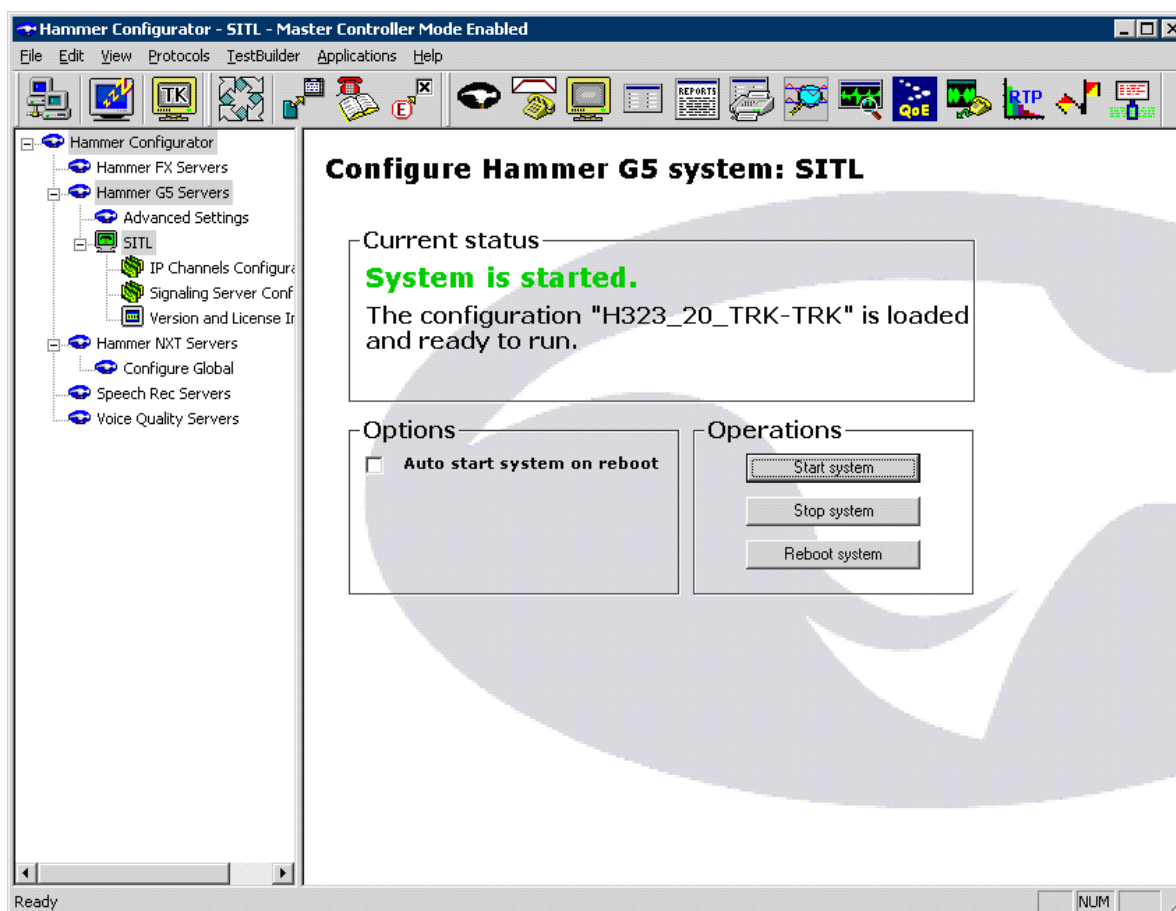 Hammer Configurator - SITL - Master Controller Mode Enabled
File Edit View Protocols TestBuilder Applications Help
TK
E
REPORTS
QoE
RTP
Hammer Configurator
Hammer FX Servers
Hammer G5 Servers
Advanced Settings
SITL
IP Channels Configura
Signaling Server Conf
Version and License Ir
Hammer NXT Servers
Configure Global
Speech Rec Servers
Voice Quality Servers
Configure Hammer G5 system: SITL
Current status
System is started.
The configuration "H323_20_TRK-TRK" is loaded
and ready to run.
Options
Auto start system on reboot
Operations
Start system
Stop system
Reboot system
Ready
NUM